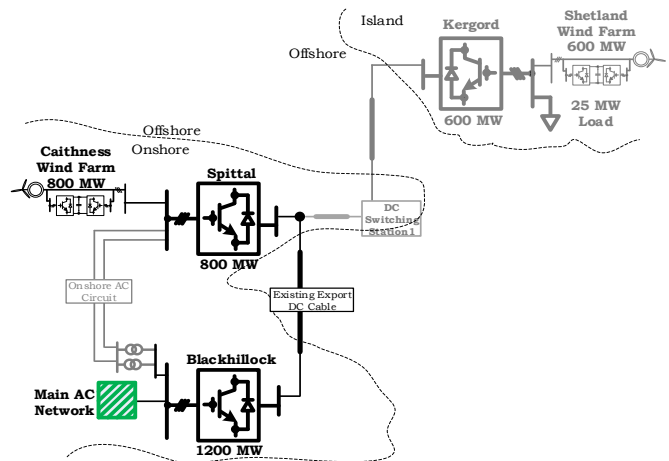 Island
Offshore
Kergord
600 MW
Shetland
Wind Farm
600 MW
25 MW
Load
Offshore
Onshore
Caithness
Wind Farm
800 MW
Spittal
800 MW
DC
Switching
Station1
Onshore AC
Circuit
Existing Export
DC Cable
Blackhillock
Main AC
Network
1200 MW